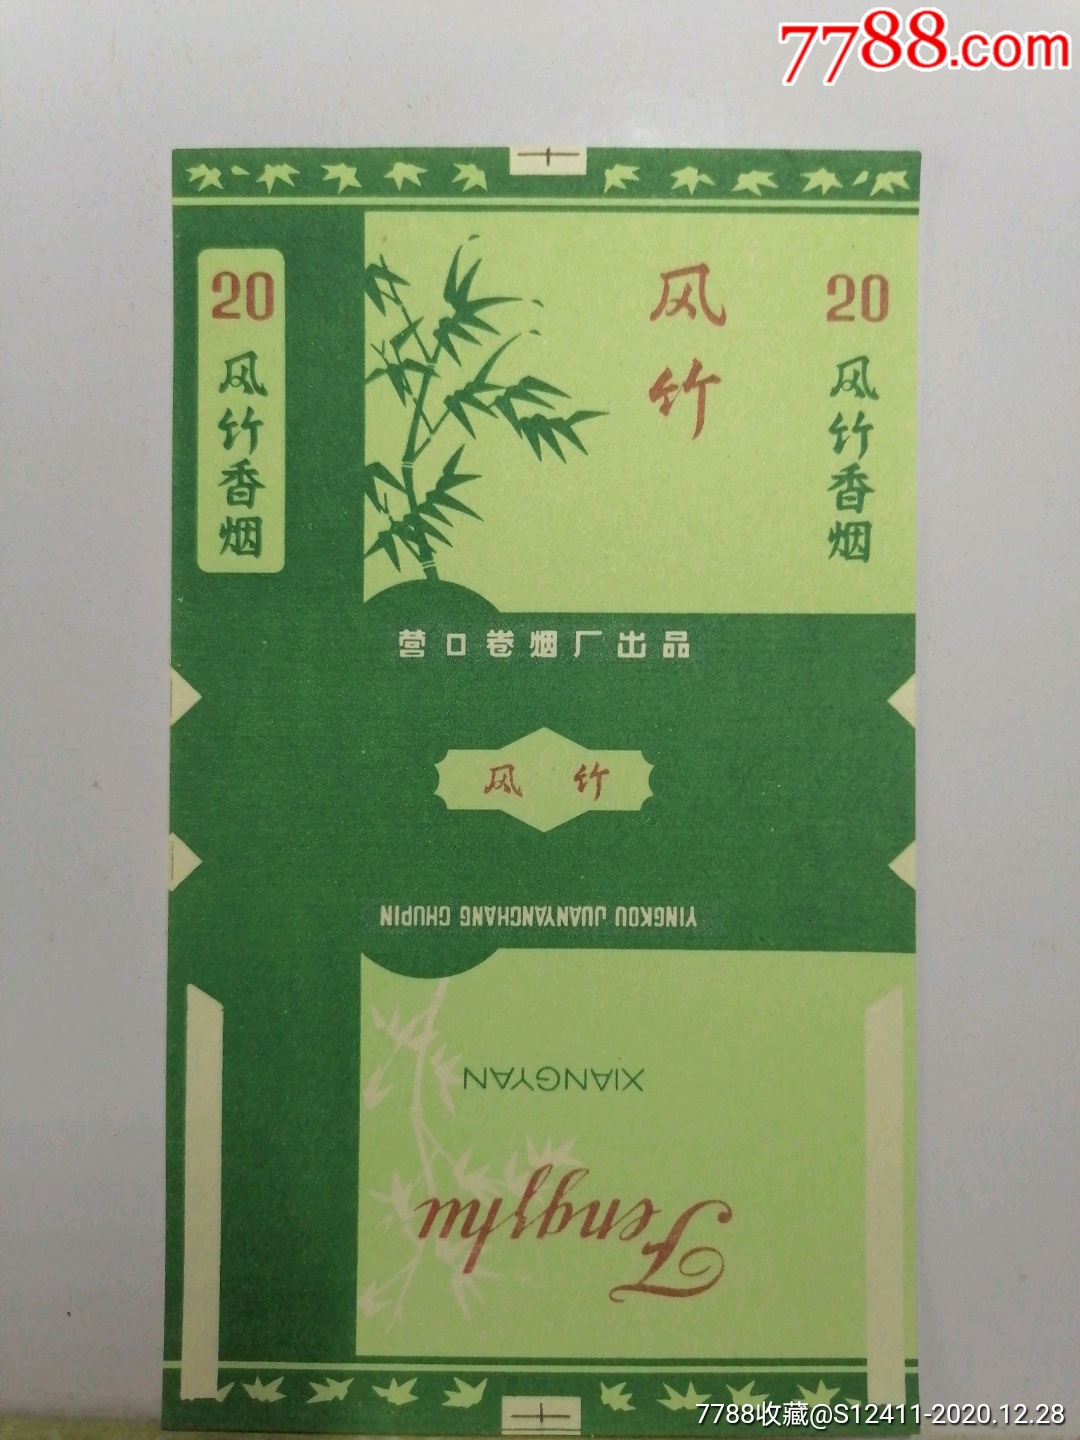 7788.com
20
风竹香烟
风
竹
20
风竹香烟
营口卷烟厂出品
风 竹
YINGKOU JUANYANCHANG CHUPIN
XIANGYAN
Fengzhu
7788收藏@S12411-2020.12.28